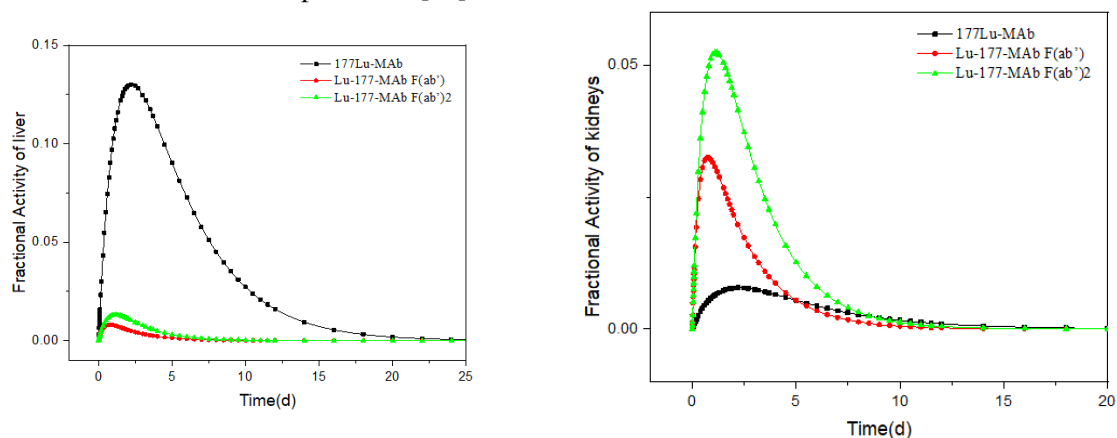 0.15
0.10
0.05
0.00
Fractional Activity of liver
177Lu-MAb
Lu-177-MAb F(ab')
Lu-177-MAb F(ab')2
0 5 10 15 20 25
Time(d)
0.05
0.00
Fractional Activity of kidneys
177Lu-MAb
Lu-177-MAb F(ab')
Lu-177-MAb F(ab')2
0 5 10 15 20
Time(d)